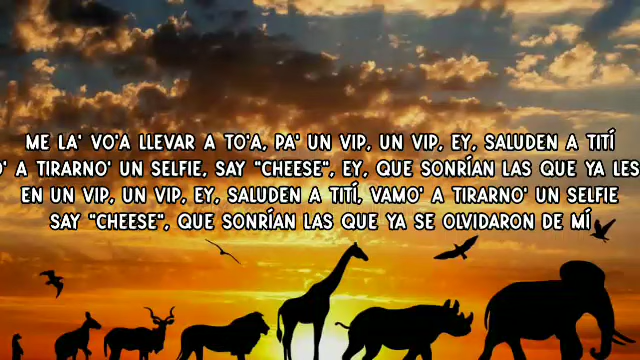 ME LA' VO'A LLEVAR A TO'A, PA' UN VIP, UN VIP, EY, SALUDEN A TITÍ
' A TIRARNO' UN SELFIE, SAY "CHEESE", EY, QUE SONRÍAN LAS QUE YA LES
EN UN VIP, UN VIP, EY, SALUDEN A TITÍ, VAMO' A TIRARNO' UN SELFIE
SAY "CHEESE", QUE SONRÍAN LAS QUE YA SE OLVIDARON DE MÍ